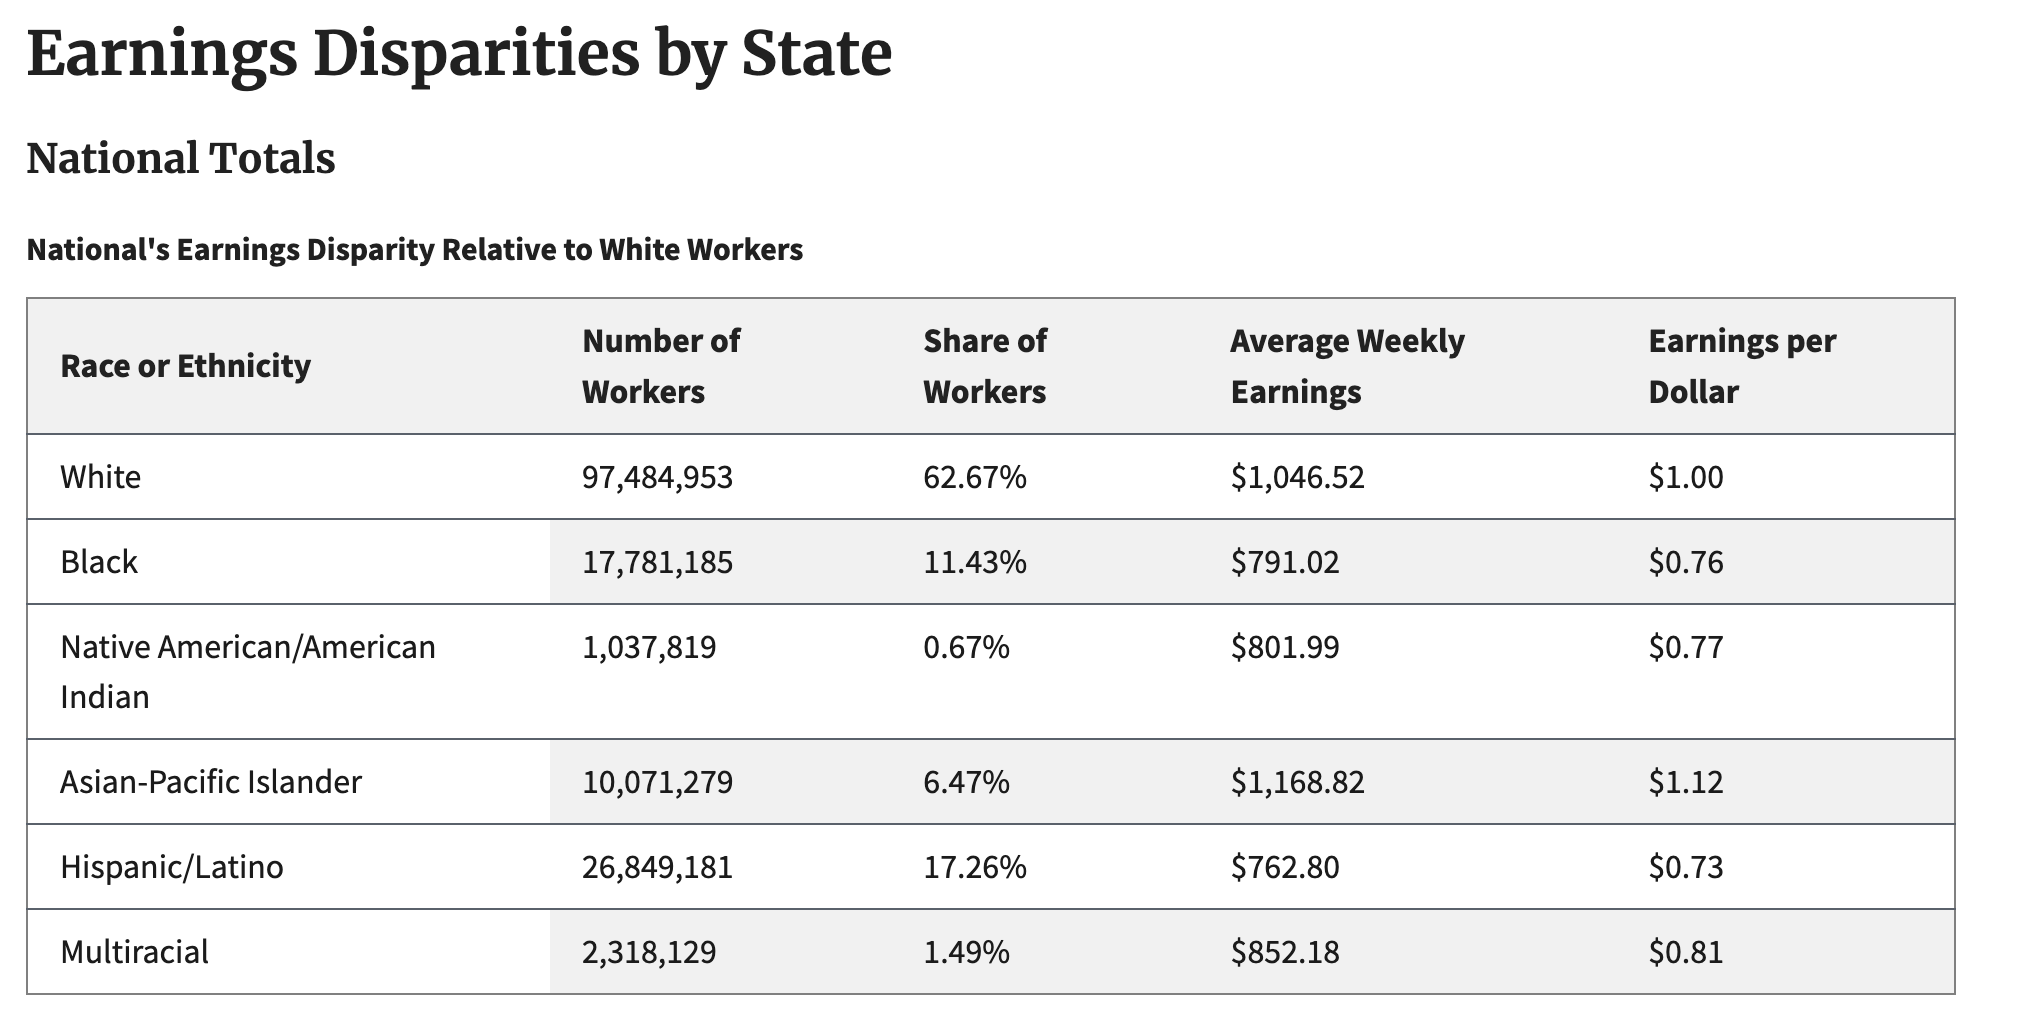 Earnings Disparities by State
National Totals
National's Earnings Disparity Relative to White Workers
Race or Ethnicity Number of Workers Share of Workers Average Weekly Earnings Earnings per Dollar
White 97,484,953 62.67% $1,046.52 $1.00
Black 17,781,185 11.43% $791.02 $0.76
Native American/American Indian 1,037,819 0.67% $801.99 $0.77
Asian-Pacific Islander 10,071,279 6.47% $1,168.82 $1.12
Hispanic/Latino 26,849,181 17.26% $762.80 $0.73
Multiracial 2,318,129 1.49% $852.18 $0.81